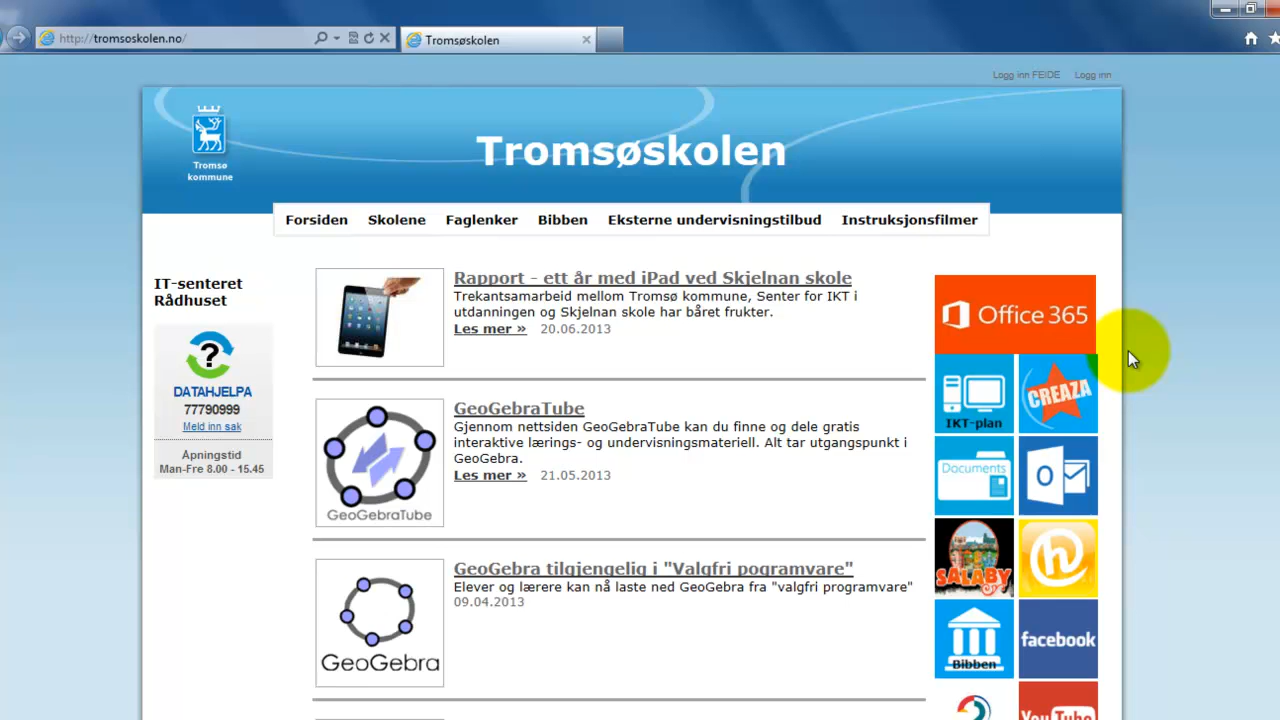 http://tromsoskolen.no/
Tromsøskolen
Logg inn FEIDE Logg inn
Tromsø
kommune
Tromsøskolen
Forsiden Skolene Faglenker Bibben Eksterne undervisningstilbud Instruksjonsfilmer
IT-senteret
Rådhuset
?
DATAHJELPA
77790999
Meld inn sak
Åpningstid
Man-Fre 8.00 - 15.45
Rapport - ett år med iPad ved Skjelnan skole
Trekantsamarbeid mellom Tromsø kommune, Senter for IKT i
utdanningen og Skjelnan skole har båret frukter.
Les mer » 20.06.2013
GeoGebraTube
GeoGebraTube
Gjennom nettsiden GeoGebraTube kan du finne og dele gratis
interaktive lærings- og undervisningsmateriell. Alt tar utgangspunkt i
GeoGebra.
Les mer » 21.05.2013
GeoGebra
GeoGebra tilgjengelig i "Valgfri pogramvare"
Elever og lærere kan nå laste ned GeoGebra fra "valgfri programvare"
09.04.2013
Office 365
IKT-plan
CREAZA
Documents
O
SALABY
h
Bibben
facebook
YouTube